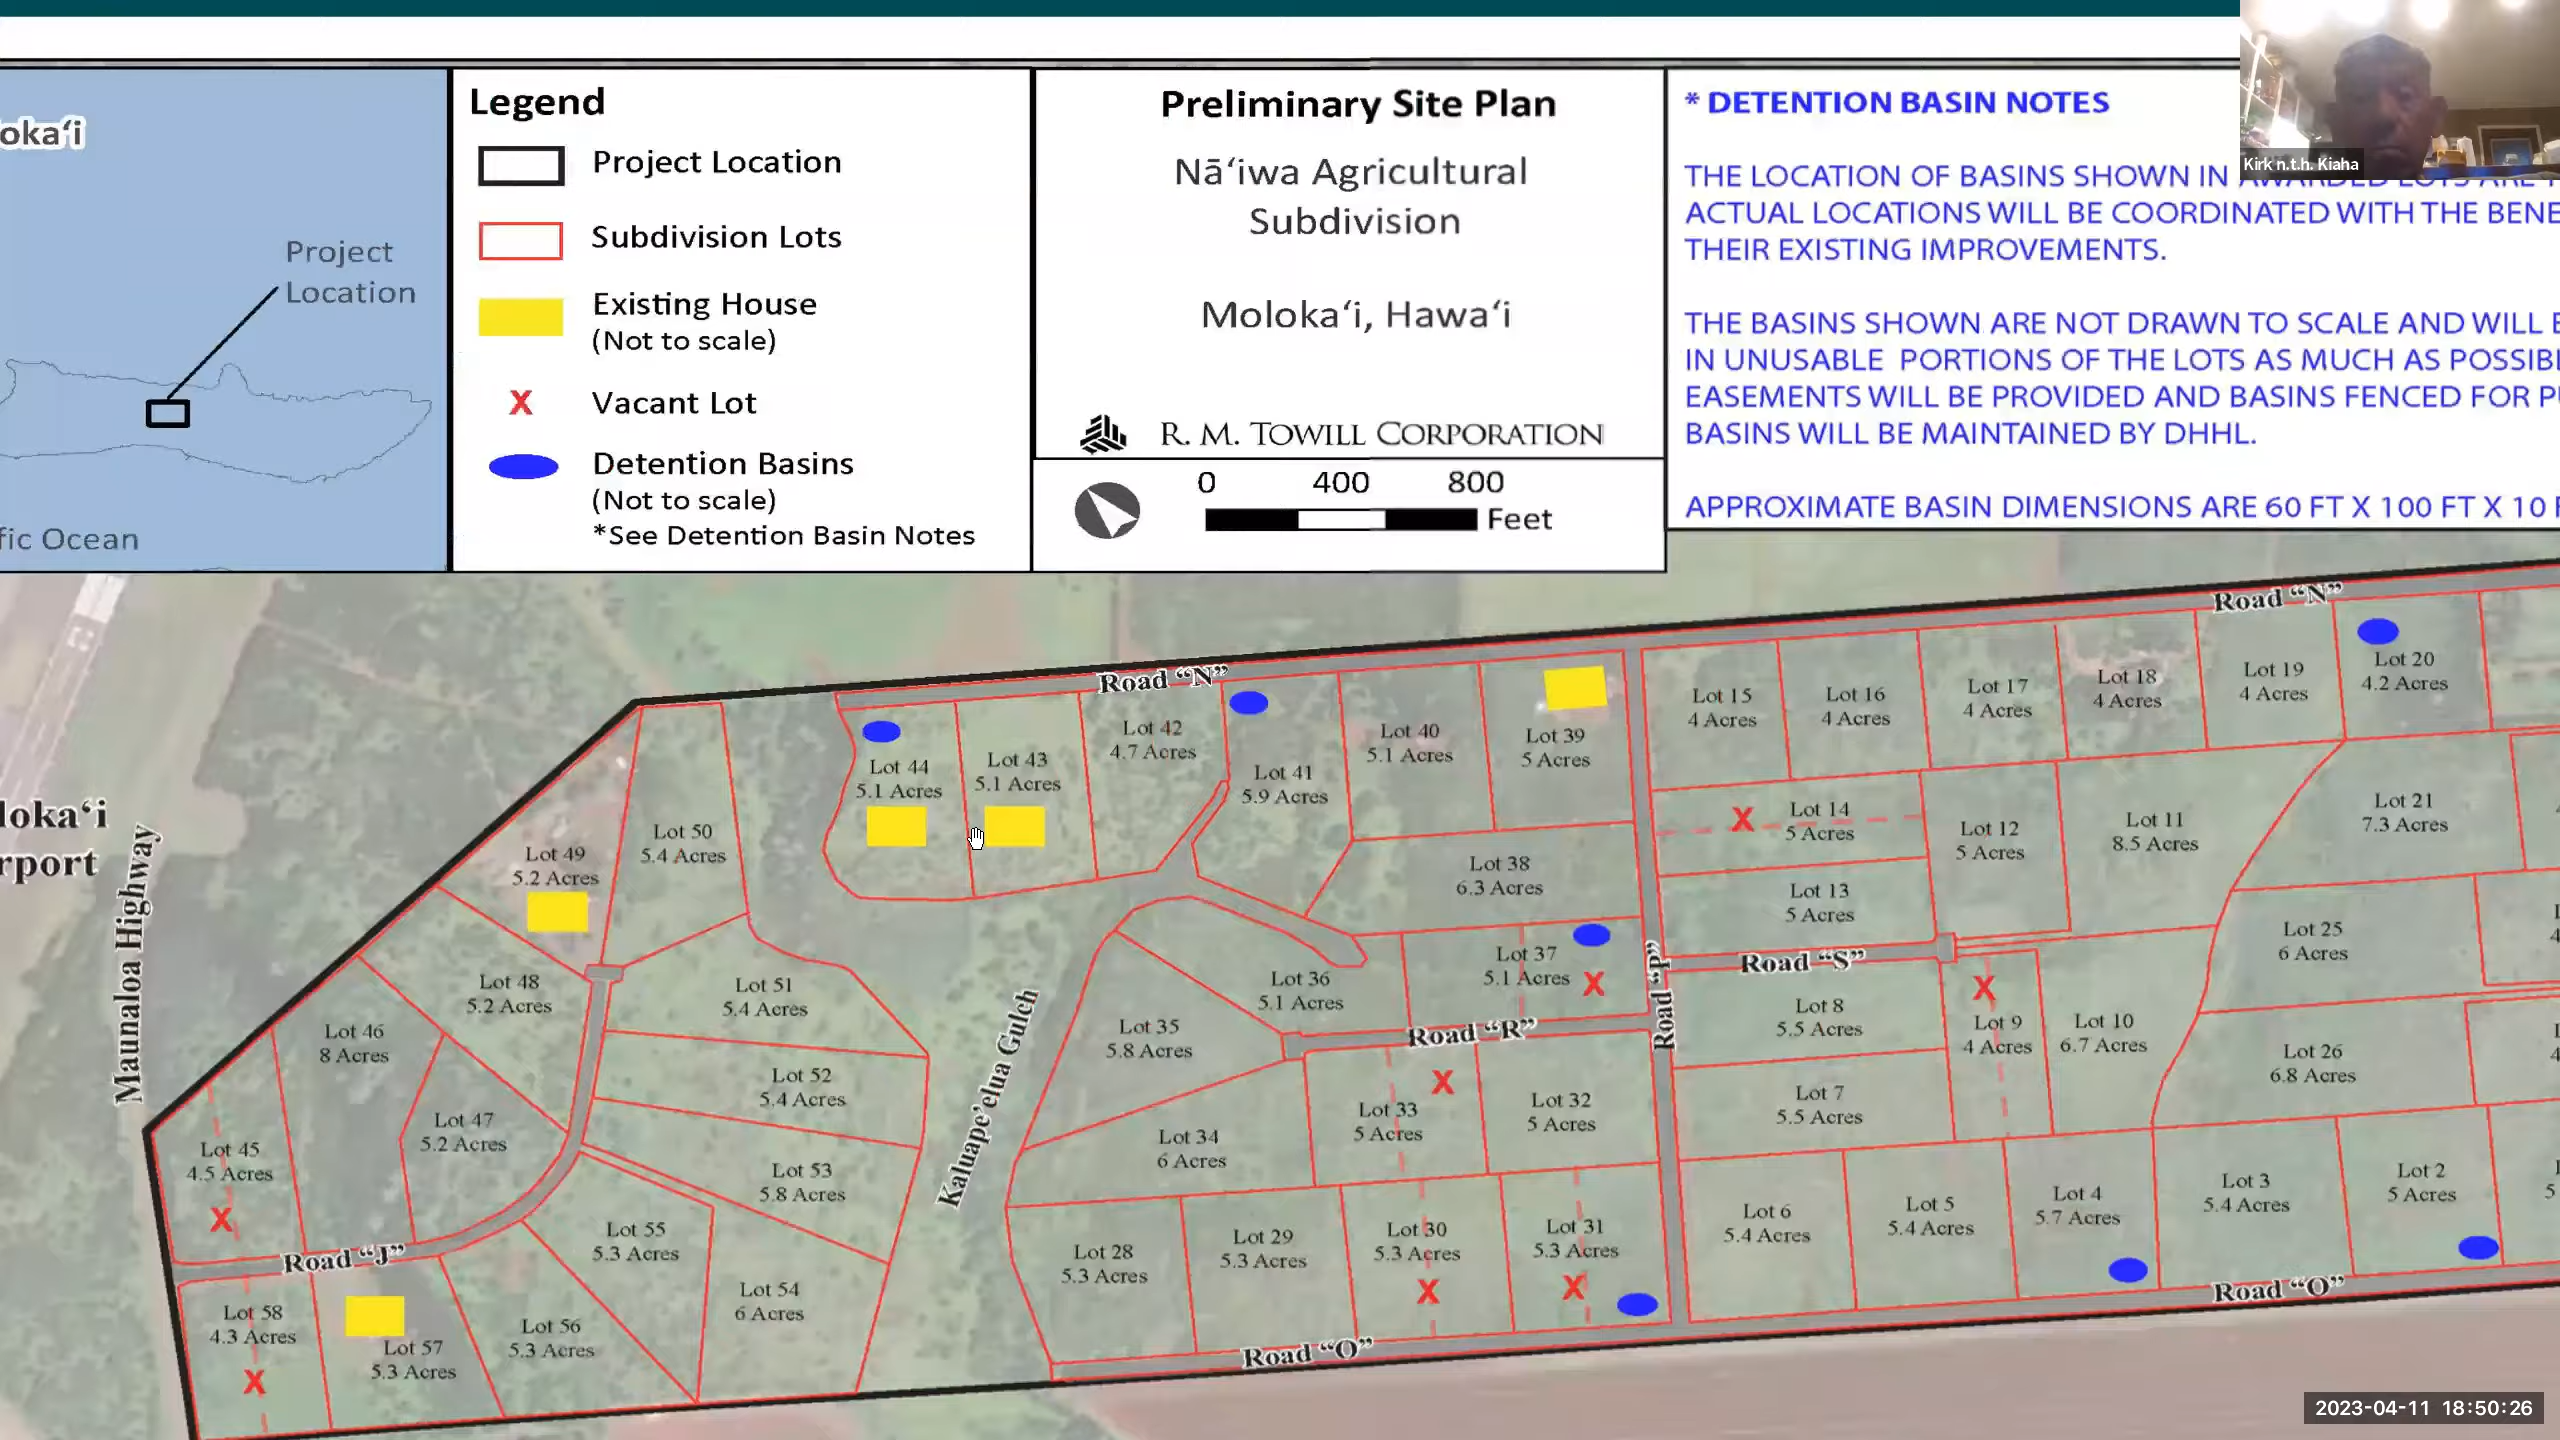 okaʻi
Project
Location
fic Ocean
Legend
Project Location
Subdivision Lots
Existing House
(Not to scale)
X
Vacant Lot
Detention Basins
(Not to scale)
*See Detention Basin Notes
Preliminary Site Plan
Nāʻiwa Agricultural
Subdivision
Molokaʻi, Hawaʻi
R. M. TOWILL CORPORATION
0 400 800
Feet
* DETENTION BASIN NOTES
THE LOCATION OF BASINS SHOWN IN AWARDED LOTS ARE
ACTUAL LOCATIONS WILL BE COORDINATED WITH THE BENE
THEIR EXISTING IMPROVEMENTS.
THE BASINS SHOWN ARE NOT DRAWN TO SCALE AND WILL
IN UNUSABLE PORTIONS OF THE LOTS AS MUCH AS POSSIBL
EASEMENTS WILL BE PROVIDED AND BASINS FENCED FOR
BASINS WILL BE MAINTAINED BY DHHL.
APPROXIMATE BASIN DIMENSIONS ARE 60 FT X 100 FT X 10 F
Kirk n.t.h. Kiaha
lokaʻi
rport
Maunaloa Highway
Road “N”
Road “N”
Lot 44
5.1 Acres
Lot 43
5.1 Acres
Lot 42
4.7 Acres
Lot 41
5.9 Acres
Lot 40
5.1 Acres
Lot 39
5 Acres
Lot 15
4 Acres
Lot 16
4 Acres
Lot 17
4 Acres
Lot 18
4 Acres
Lot 19
4 Acres
Lot 20
4.2 Acres
Lot 49
5.2 Acres
Lot 50
5.4 Acres
Lot 38
6.3 Acres
X
Lot 14
5 Acres
Lot 13
5 Acres
Lot 12
5 Acres
Lot 11
8.5 Acres
Lot 21
7.3 Acres
Lot 48
5.2 Acres
Lot 51
5.4 Acres
Lot 46
8 Acres
Lot 47
5.2 Acres
Lot 52
5.4 Acres
Lot 53
5.8 Acres
Kaluape’elua Gulch
Lot 35
5.8 Acres
Lot 36
5.1 Acres
Lot 37
5.1 Acres
X
Road “R”
Road “P”
Road “S”
Lot 8
5.5 Acres
X
Lot 9
4 Acres
Lot 10
6.7 Acres
Lot 25
6 Acres
Lot 26
6.8 Acres
Lot 7
5.5 Acres
Lot 34
6 Acres
X
Lot 33
5 Acres
Lot 32
5 Acres
Lot 45
4.5 Acres
X
Road “J”
Lot 55
5.3 Acres
Lot 54
6 Acres
Lot 58
4.3 Acres
X
Lot 57
5.3 Acres
Lot 56
5.3 Acres
Lot 28
5.3 Acres
Lot 29
5.3 Acres
Lot 30
5.3 Acres
X
Lot 31
5.3 Acres
X
Lot 6
5.4 Acres
Lot 5
5.4 Acres
Lot 4
5.7 Acres
Lot 3
5.4 Acres
Lot 2
5 Acres
Road “O”
Road “O”
2023-04-11 18:50:26